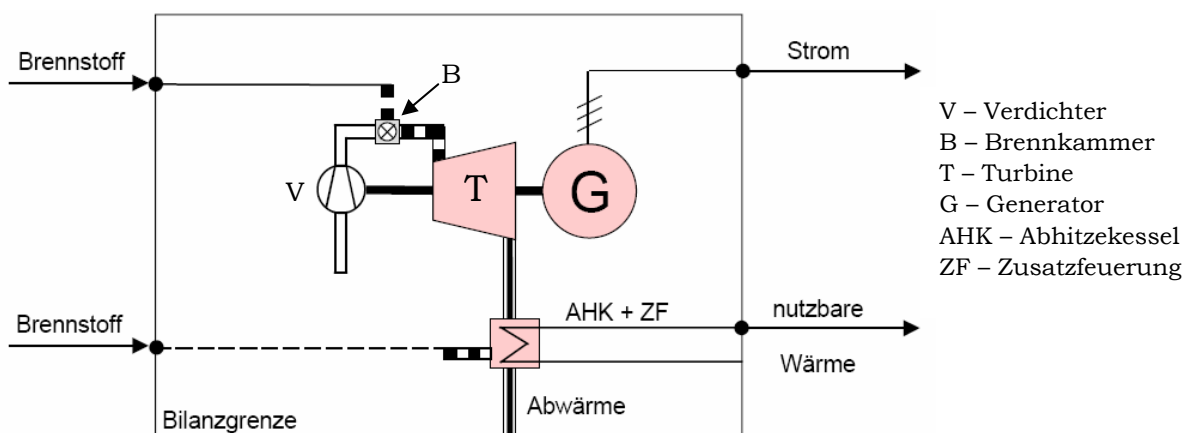 Brennstoff
B
Strom
V
T
G
V – Verdichter
B – Brennkammer
T – Turbine
G – Generator
AHK – Abhitzekessel
ZF – Zusatzfeuerung
Brennstoff
AHK + ZF
nutzbare
Wärme
Abwärme
Bilanzgrenze